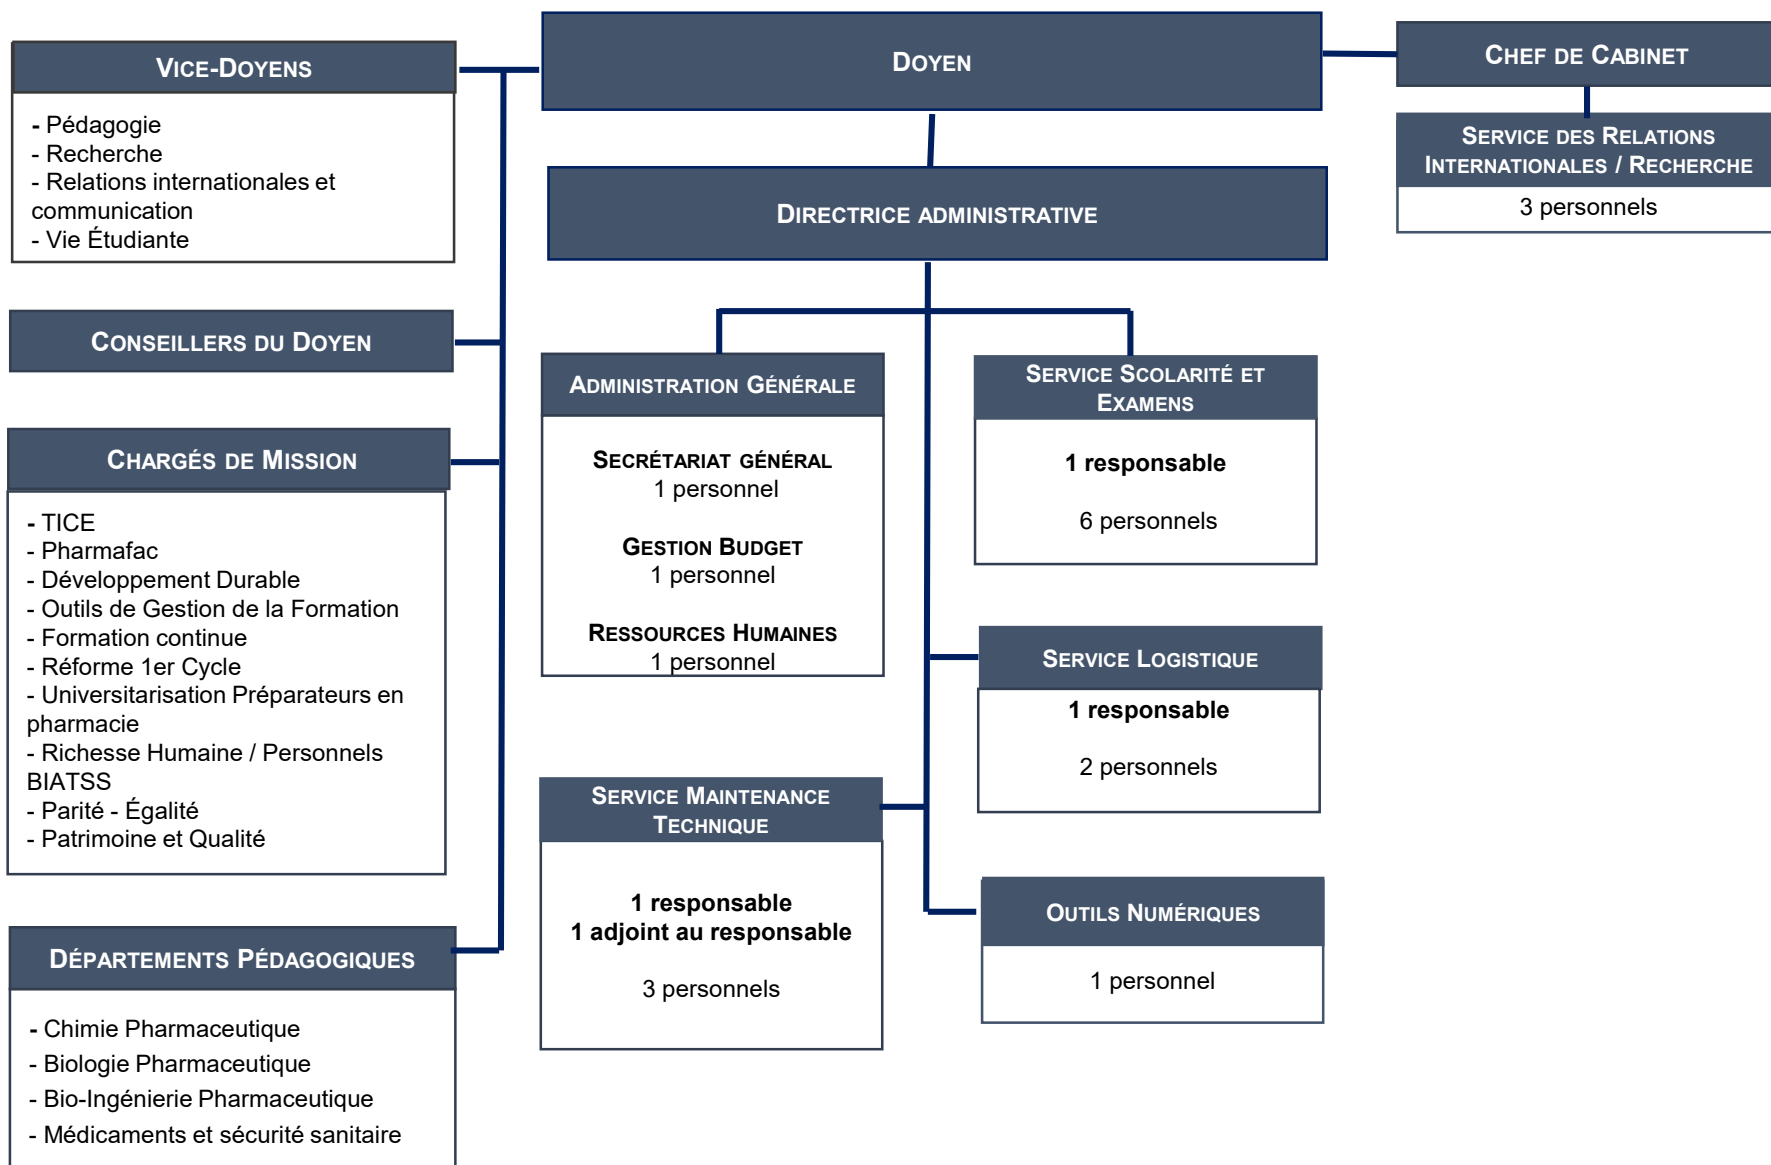 VICE-DOYENS
- Pédagogie
- Recherche
- Relations internationales et
communication
- Vie Étudiante
CONSEILLERS DU DOYEN
CHARGÉS DE MISSION
- TICE
- Pharmafac
- Développement Durable
- Outils de Gestion de la Formation
- Formation continue
- Réforme 1er Cycle
- Universitarisation Préparateurs en
pharmacie
- Richesse Humaine / Personnels
BIATSS
- Parité - Égalité
- Patrimoine et Qualité
DÉPARTEMENTS PÉDAGOGIQUES
- Chimie Pharmaceutique
- Biologie Pharmaceutique
- Bio-Ingénierie Pharmaceutique
- Médicaments et sécurité sanitaire
DOYEN
DIRECTRICE ADMINISTRATIVE
ADMINISTRATION GÉNÉRALE
SECRÉTARIAT GÉNÉRAL
1 personnel
GESTION BUDGET
1 personnel
RESSOURCES HUMAINES
1 personnel
SERVICE MAINTENANCE
TECHNIQUE
1 responsable
1 adjoint au responsable
3 personnels
SERVICE SCOLARITÉ ET
EXAMENS
1 responsable
6 personnels
SERVICE LOGISTIQUE
1 responsable
2 personnels
OUTILS NUMÉRIQUES
1 personnel
CHEF DE CABINET
SERVICE DES RELATIONS
INTERNATIONALES / RECHERCHE
3 personnels